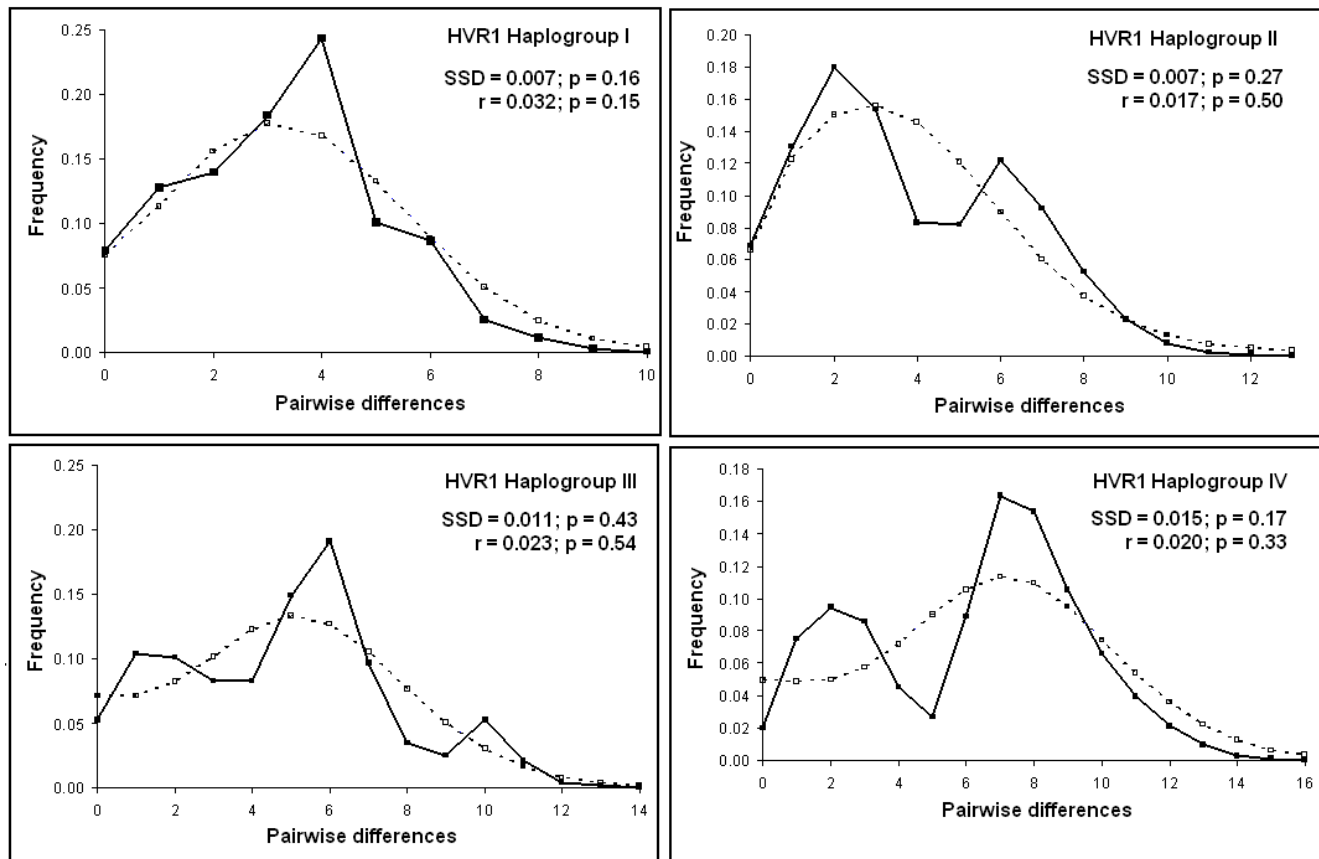 HVR1 Haplogroup I
SSD = 0.007; p = 0.16
r = 0.032; p = 0.15
Frequency
0.25
0.20
0.15
0.10
0.05
0.00
0 2 4 6 8 10
Pairwise differences
HVR1 Haplogroup II
SSD = 0.007; p = 0.27
r = 0.017; p = 0.50
Frequency
0.20
0.18
0.16
0.14
0.12
0.10
0.08
0.06
0.04
0.02
0.00
0 2 4 6 8 10 12
Pairwise differences
HVR1 Haplogroup III
SSD = 0.011; p = 0.43
r = 0.023; p = 0.54
Frequency
0.25
0.20
0.15
0.10
0.05
0.00
0 2 4 6 8 10 12 14
Pairwise differences
HVR1 Haplogroup IV
SSD = 0.015; p = 0.17
r = 0.020; p = 0.33
Frequency
0.18
0.16
0.14
0.12
0.10
0.08
0.06
0.04
0.02
0.00
0 2 4 6 8 10 12 14 16
Pairwise differences